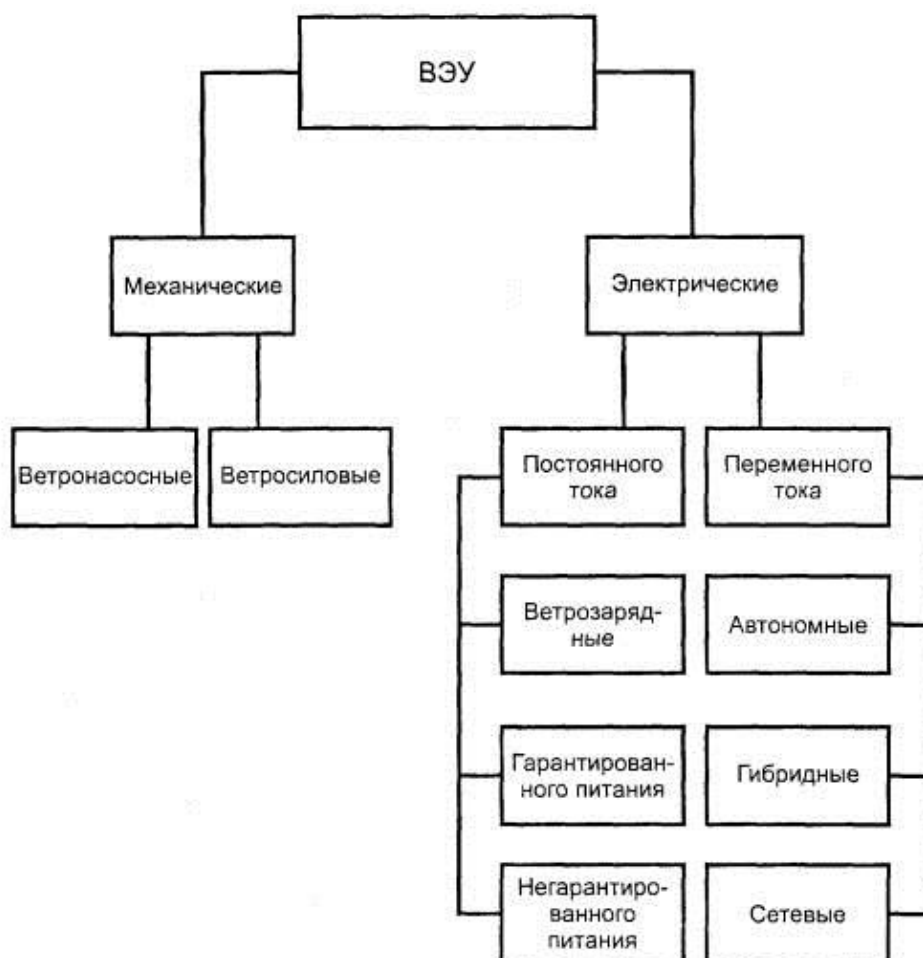 ВЭУ
Механические
Электрические
Ветронасосные
Ветросиловые
Постоянного
тока
Переменного
тока
Ветрозаряд-
ные
Автономные
Гарантирован-
ного питания
Гибридные
Негарантиро-
ванного
питания
Сетевые